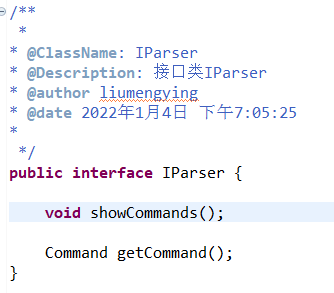 /**
*
* @ClassName: IParser
* @Description: 接口类IParser
* @author liumengying
* @date 2022年1月4日 下午7:05:25
*
*/
public interface IParser {
void showCommands();
Command getCommand();
}